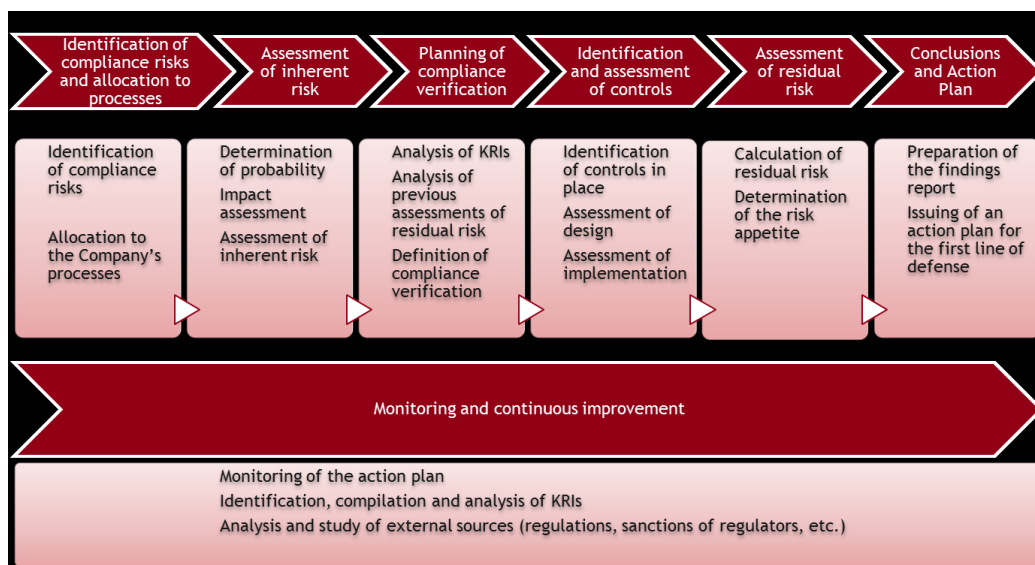 Identification of
compliance risks
and allocation to
processes
Assessment
of inherent
risk
Planning of
compliance
verification
Identification
and assessment
of controls
Assessment
of residual
risk
Conclusions
and Action
Plan
Identification
of compliance
risks
Allocation to
the Company’s
processes
Determination
of probability
Impact
assessment
Assessment of
inherent risk
Analysis of KRIs
Analysis of
previous
assessments of
residual risk
Definition of
compliance
verification
Identification
of controls in
place
Assessment of
design
Assessment of
implementation
Calculation of
residual risk
Determination
of the risk
appetite
Preparation of
the findings
report
Issuing of an
action plan for
the first line of
defense
Monitoring and continuous improvement
Monitoring of the action plan
Identification, compilation and analysis of KRIs
Analysis and study of external sources (regulations, sanctions of regulators, etc.)